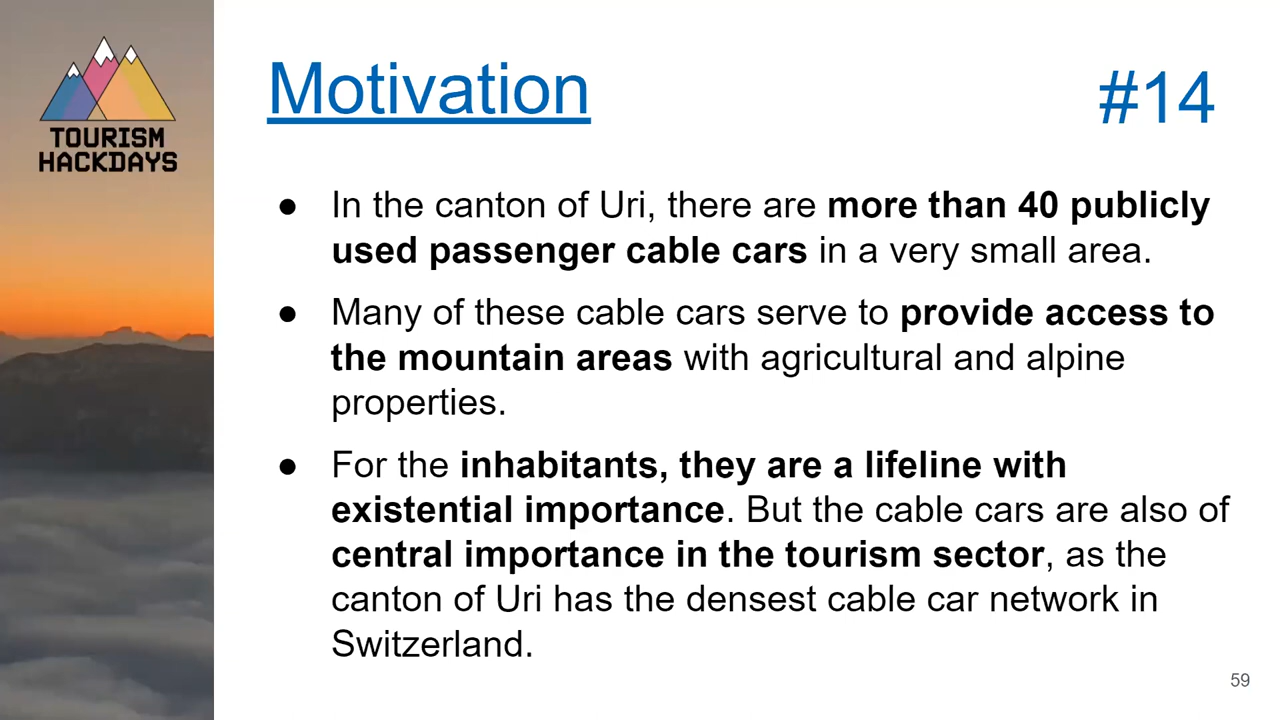 TOURISM
HACKDAYS
Motivation
#14
● In the canton of Uri, there are more than 40 publicly
used passenger cable cars in a very small area.
● Many of these cable cars serve to provide access to
the mountain areas with agricultural and alpine
properties.
● For the inhabitants, they are a lifeline with
existential importance. But the cable cars are also of
central importance in the tourism sector, as the
canton of Uri has the densest cable car network in
Switzerland.
59